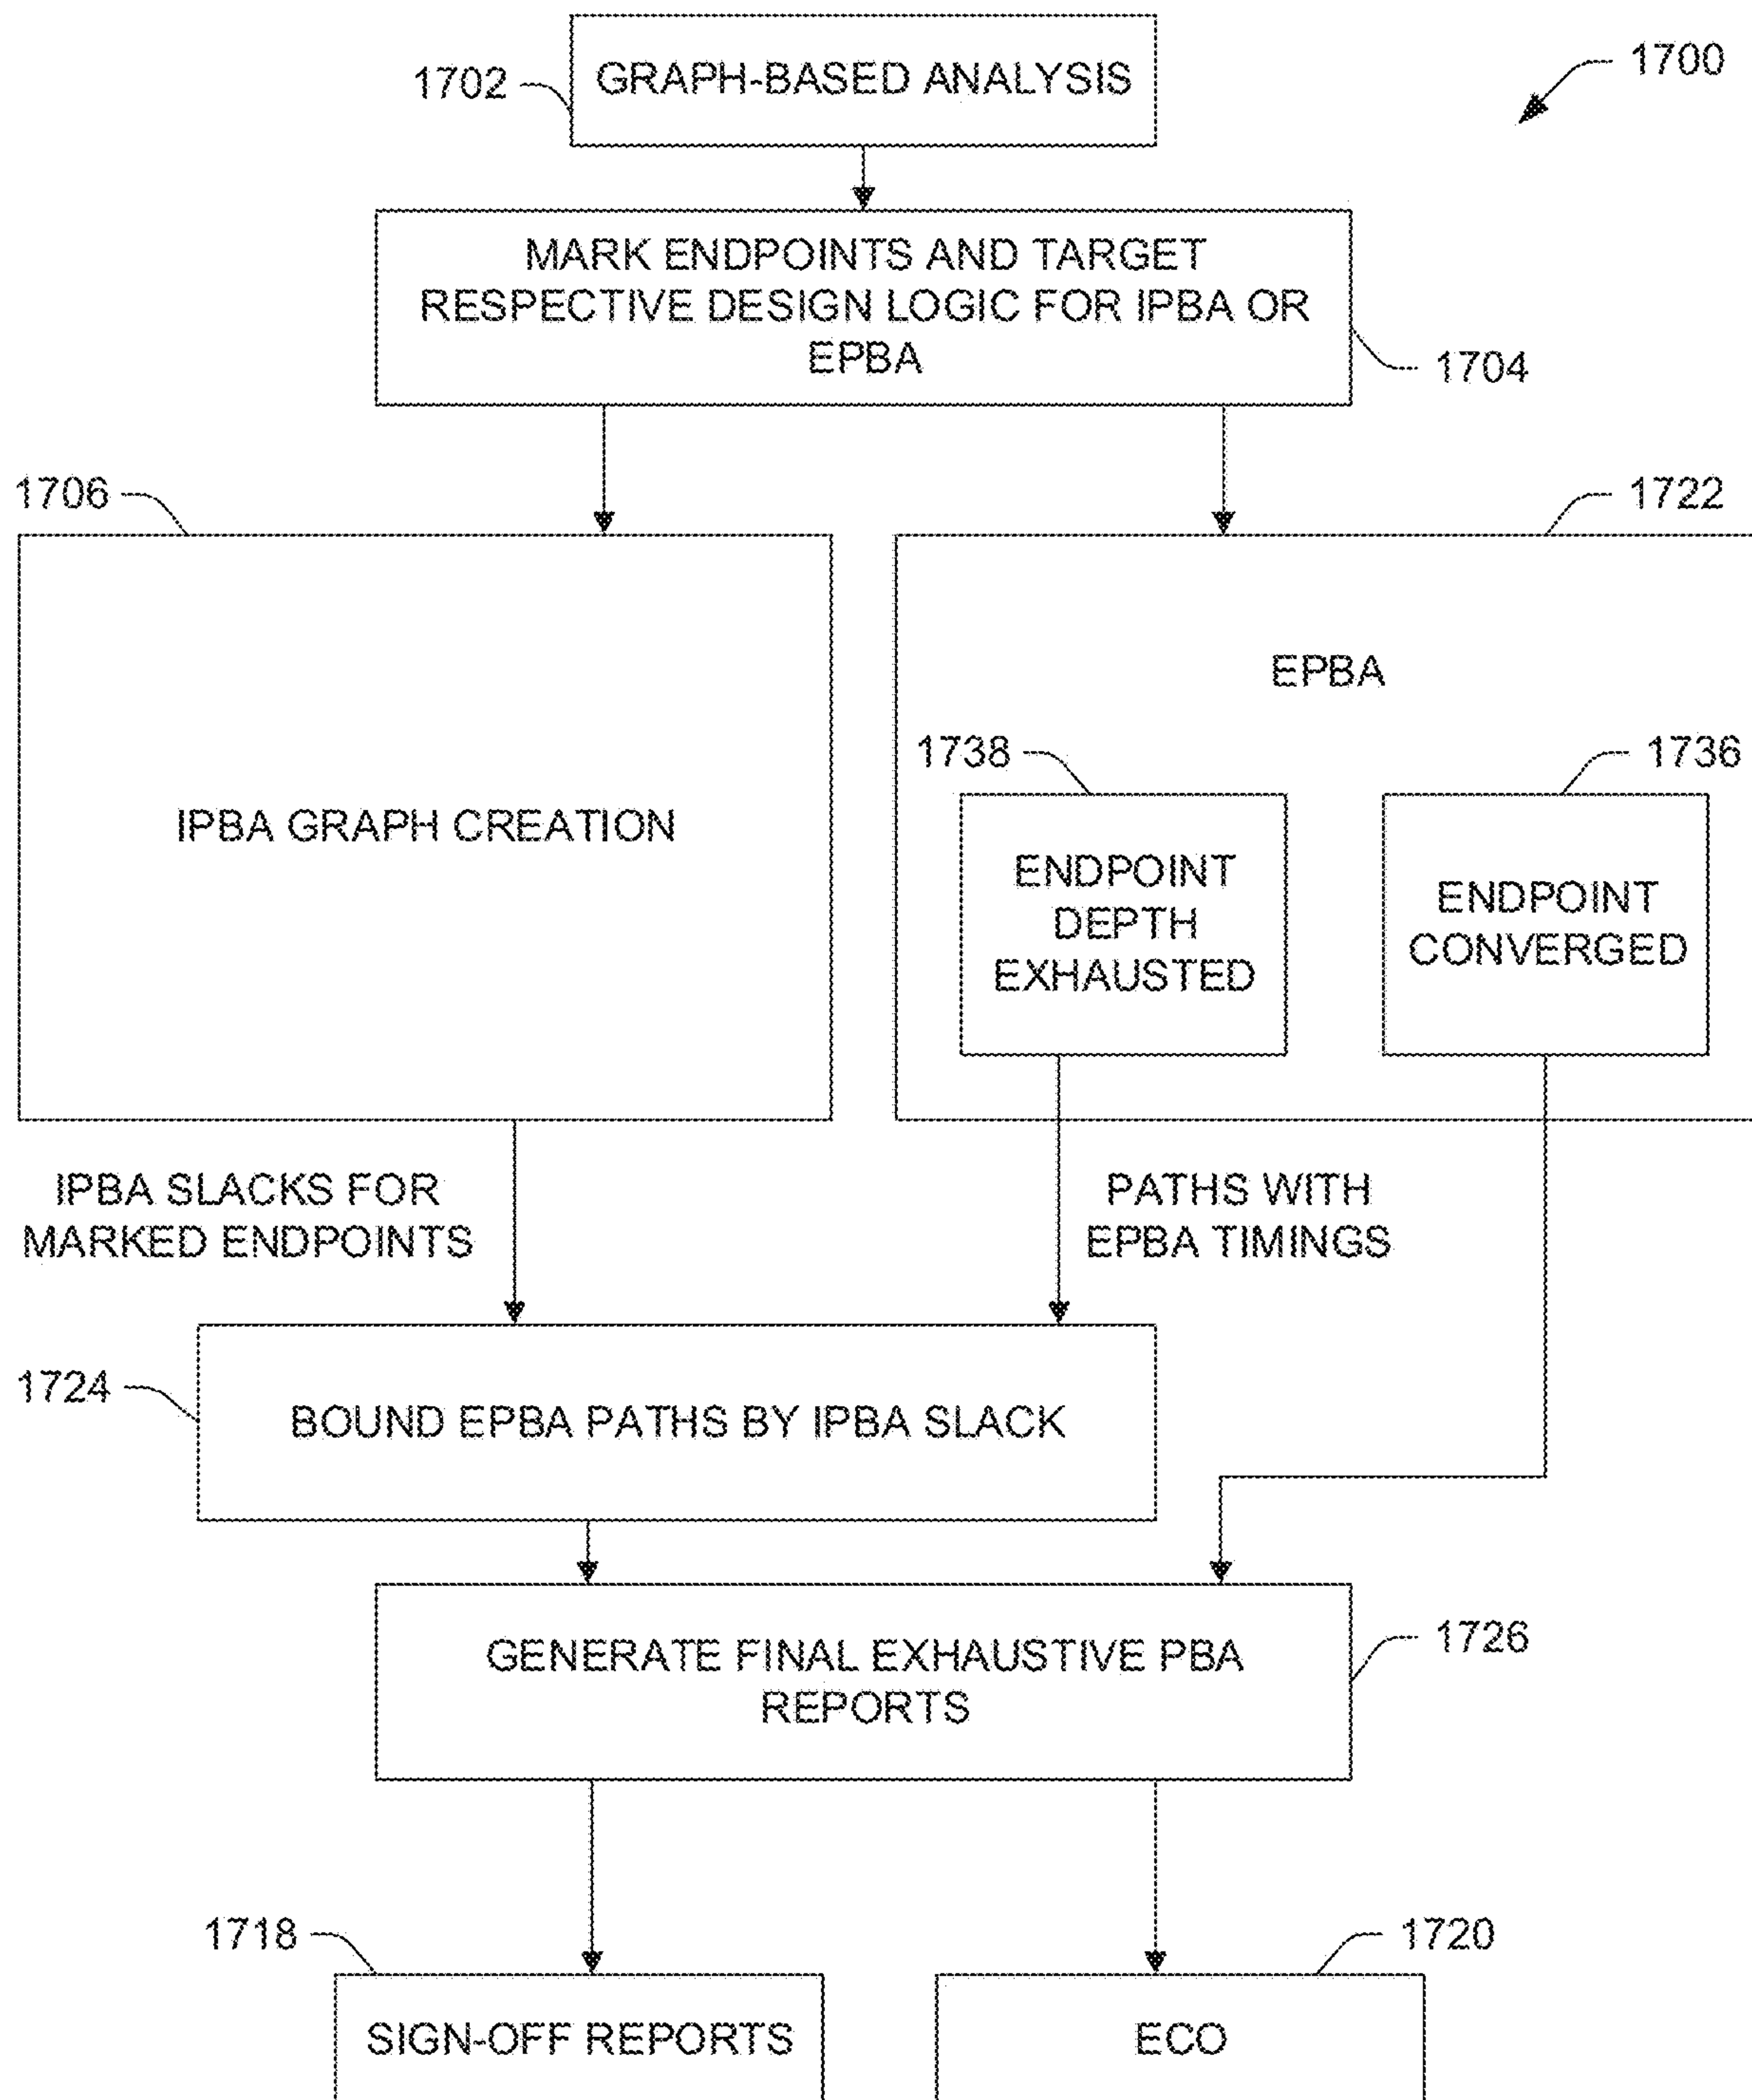 1702
GRAPH-BASED ANALYSIS
1700
MARK ENDPOINTS AND TARGET
RESPECTIVE DESIGN LOGIC FOR IPBA OR
EPBA
1704
1706
1722
IPBA GRAPH CREATION
EPBA
1738
1736
ENDPOINT
DEPTH
EXHAUSTED
ENDPOINT
CONVERGED
IPBA SLACKS FOR
MARKED ENDPOINTS
PATHS WITH
EPBA TIMINGS
1724
BOUND EPBA PATHS BY IPBA SLACK
GENERATE FINAL EXHAUSTIVE PBA
REPORTS
1726
1718
1720
SIGN-OFF REPORTS
ECO